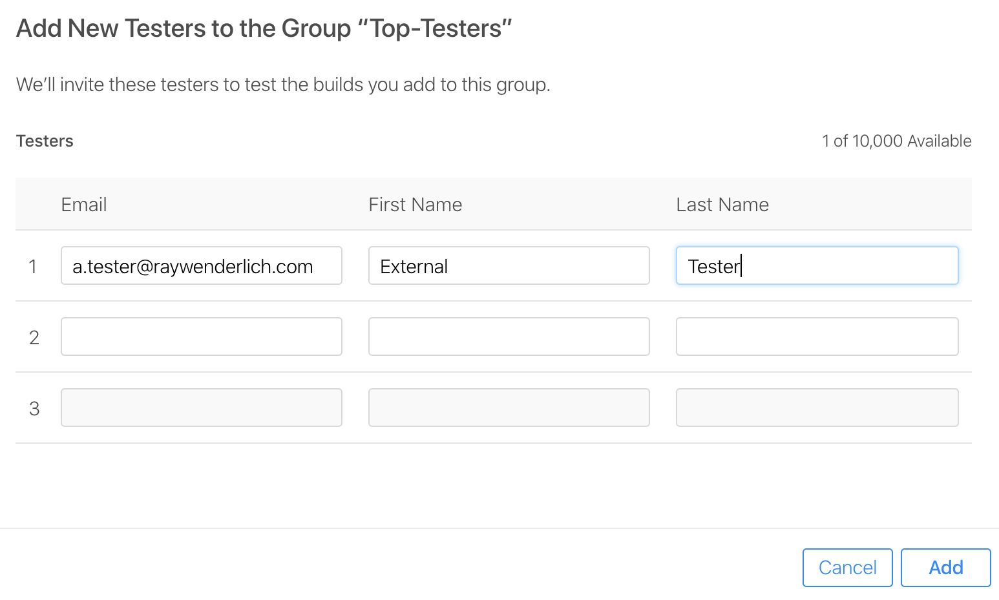 Add New Testers to the Group “Top-Testers”
We’ll invite these testers to test the builds you add to this group.
Testers 1 of 10,000 Available
Email First Name Last Name
1 a.tester@raywenderlich.com External Tester
2
3
Cancel Add